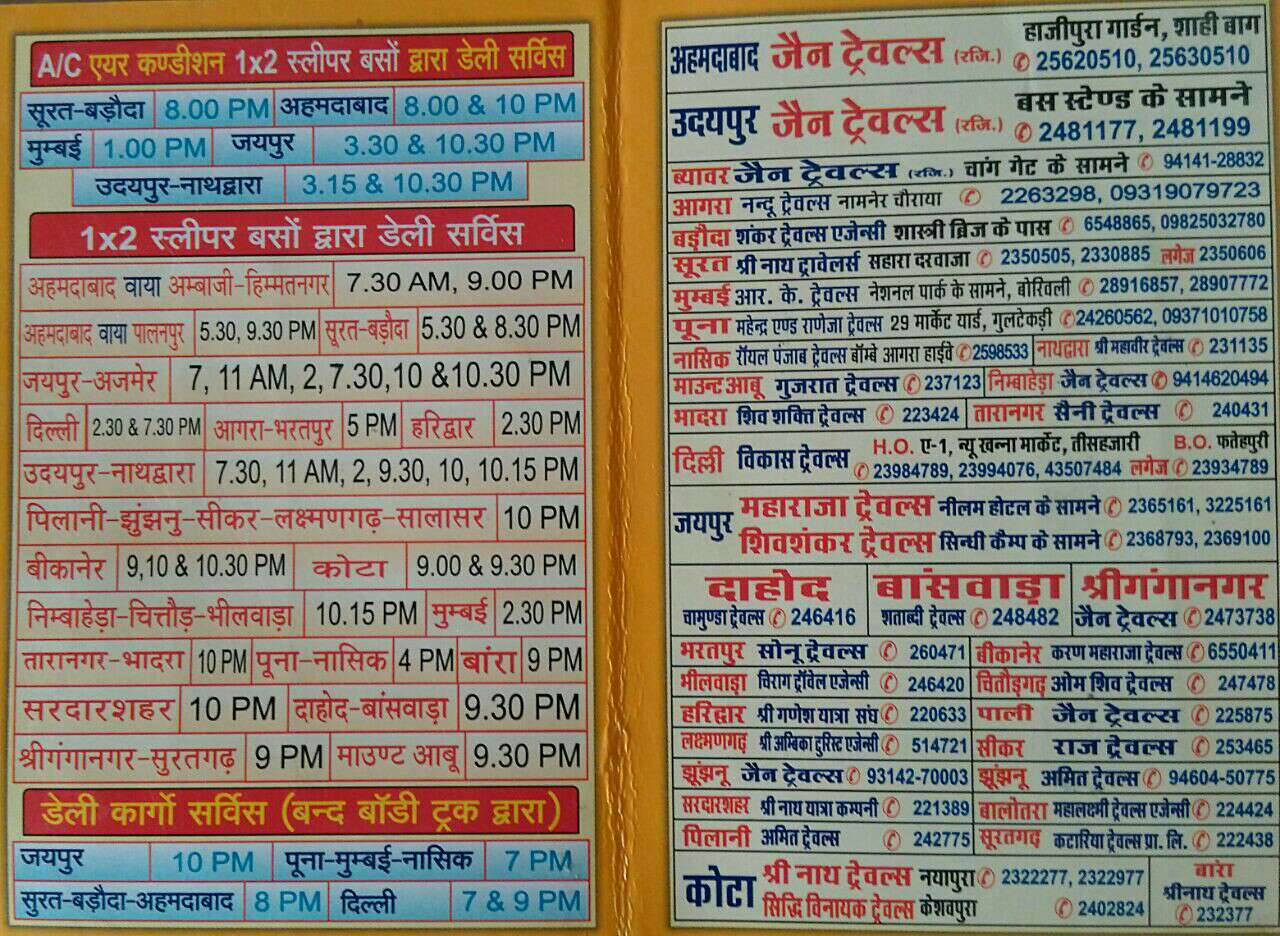 A/C एयर कण्डीशन 1x2 स्लीपर बसों द्वारा डेली सर्विस
सूरत-बड़ौदा 8.00 PM अहमदाबाद 8.00 & 10 PM
मुम्बई 1.00 PM जयपुर 3.30 & 10.30 PM
उदयपुर-नाथद्वारा 3.15 & 10.30 PM
1x2 स्लीपर बसों द्वारा डेली सर्विस
अहमदाबाद वाया अम्बाजी-हिम्मतनगर 7.30 AM, 9.00 PM
अहमदाबाद वाया पालनपुर 5.30, 9.30 PM सूरत-बड़ौदा 5.30 & 8.30 PM
जयपुर-अजमेर 7, 11 AM, 2, 7.30,10 &10.30 PM
दिल्ली 2.30 & 7.30 PM आगरा-भरतपुर 5 PM हरिद्वार 2.30 PM
उदयपुर-नाथद्वारा 7.30, 11 AM, 2, 9.30, 10, 10.15 PM
पिलानी-झुंझनु-सीकर-लक्ष्मणगढ़-सालासर 10 PM
बीकानेर 9,10 & 10.30 PM कोटा 9.00 & 9.30 PM
निम्बाहेड़ा-चित्तौड़-भीलवाड़ा 10.15 PM मुम्बई 2.30 PM
तारानगर-भादरा 10 PM पूना-नासिक 4 PM बांरा 9 PM
सरदारशहर 10 PM दाहोद-बांसवाड़ा 9.30 PM
श्रीगंगानगर-सुरतगढ़ 9 PM माउण्ट आबू 9.30 PM
डेली कार्गो सर्विस (बन्द बॉडी ट्रक द्वारा)
जयपुर 10 PM पूना-मुम्बई-नासिक 7 PM
सुरत-बड़ौदा-अहमदाबाद 8 PM दिल्ली 7 & 9 PM
अहमदाबाद जैन ट्रेवल्स (रजि.) हाजीपुरा गार्डन, शाही बाग
✆ 25620510, 25630510
उदयपुर जैन ट्रेवल्स (रजि.) बस स्टेण्ड के सामने
✆ 2481177, 2481199
ब्यावर जैन ट्रेवल्स (रजि.) चांग गेट के सामने ✆ 94141-28832
आगरा नन्दू ट्रेवल्स नामनेर चौराया ✆ 2263298, 09319079723
बड़ौदा शंकर ट्रेवल्स एजेन्सी शास्त्री ब्रिज के पास ✆ 6548865, 09825032780
सूरत श्री नाथ ट्रावेलर्स सहारा दरवाजा ✆ 2350505, 2330885 लगेज 2350606
मुम्बई आर. के. ट्रेवल्स नेशनल पार्क के सामने, बोरिवली ✆ 28916857, 28907772
पूना महेन्द्र एण्ड राणेजा ट्रेवल्स 29 मार्केट यार्ड, गुलटेकड़ी ✆24260562, 09371010758
नासिक रॉयल पंजाब ट्रेवल्स बॉम्बे आगरा हाईवे ✆2598533 नाथद्वारा श्री महावीर ट्रेवल्स ✆ 231135
माउन्ट आबू गुजरात ट्रेवल्स ✆ 237123 निम्बाहेड़ा जैन ट्रेवल्स ✆ 9414620494
भादरा शिव शक्ति ट्रेवल्स ✆ 223424 तारानगर सैनी ट्रेवल्स ✆ 240431
दिल्ली विकास ट्रेवल्स H.O. ए-1, न्यू खन्ना मार्केट, तीसहजारी B.O. फतेहपुरी
✆ 23984789, 23994076, 43507484 लगेज ✆ 23934789
जयपुर महाराजा ट्रेवल्स नीलम होटल के सामने ✆ 2365161, 3225161
शिवशंकर ट्रेवल्स सिन्धी कैम्प के सामने ✆ 2368793, 2369100
दाहोद बांसवाड़ा श्रीगंगानगर
चामुण्डा ट्रेवल्स ✆ 246416 शताब्दी ट्रेवल्स ✆ 248482 जैन ट्रेवल्स ✆ 2473738
भरतपुर सोनू ट्रेवल्स ✆ 260471 बीकानेर करण महाराजा ट्रेवल्स ✆ 6550411
भीलवाड़ा चिराग ट्रॉवेल एजेन्सी ✆ 246420 चितौड़गढ़ ओम शिव ट्रेवल्स ✆ 247478
हरिद्वार श्री गणेश यात्रा संघ ✆ 220633 पाली जैन ट्रेवल्स ✆ 225875
लक्ष्मणगढ़ श्री अम्बिका टुरिस्ट एजेन्सी ✆ 514721 सीकर राज ट्रेवल्स ✆ 253465
झूंझनू जैन ट्रेवल्स ✆ 93142-70003 झूंझनू अमित ट्रेवल्स ✆ 94604-50775
सरदारशहर श्री नाथ यात्रा कम्पनी ✆ 221389 बालोतरा महालक्ष्मी ट्रेवल्स एजेन्सी ✆ 224424
पिलानी अमित ट्रेवल्स ✆ 242775 सूरतगढ़ कटारिया ट्रेवल्स प्रा. लि. ✆ 222438
कोटा श्री नाथ ट्रेवल्स नयापुरा ✆ 2322277, 2322977
सिद्धि विनायक ट्रेवल्स केशवपुरा ✆ 2402824
बांरा
श्रीनाथ ट्रेवल्स
✆ 232377